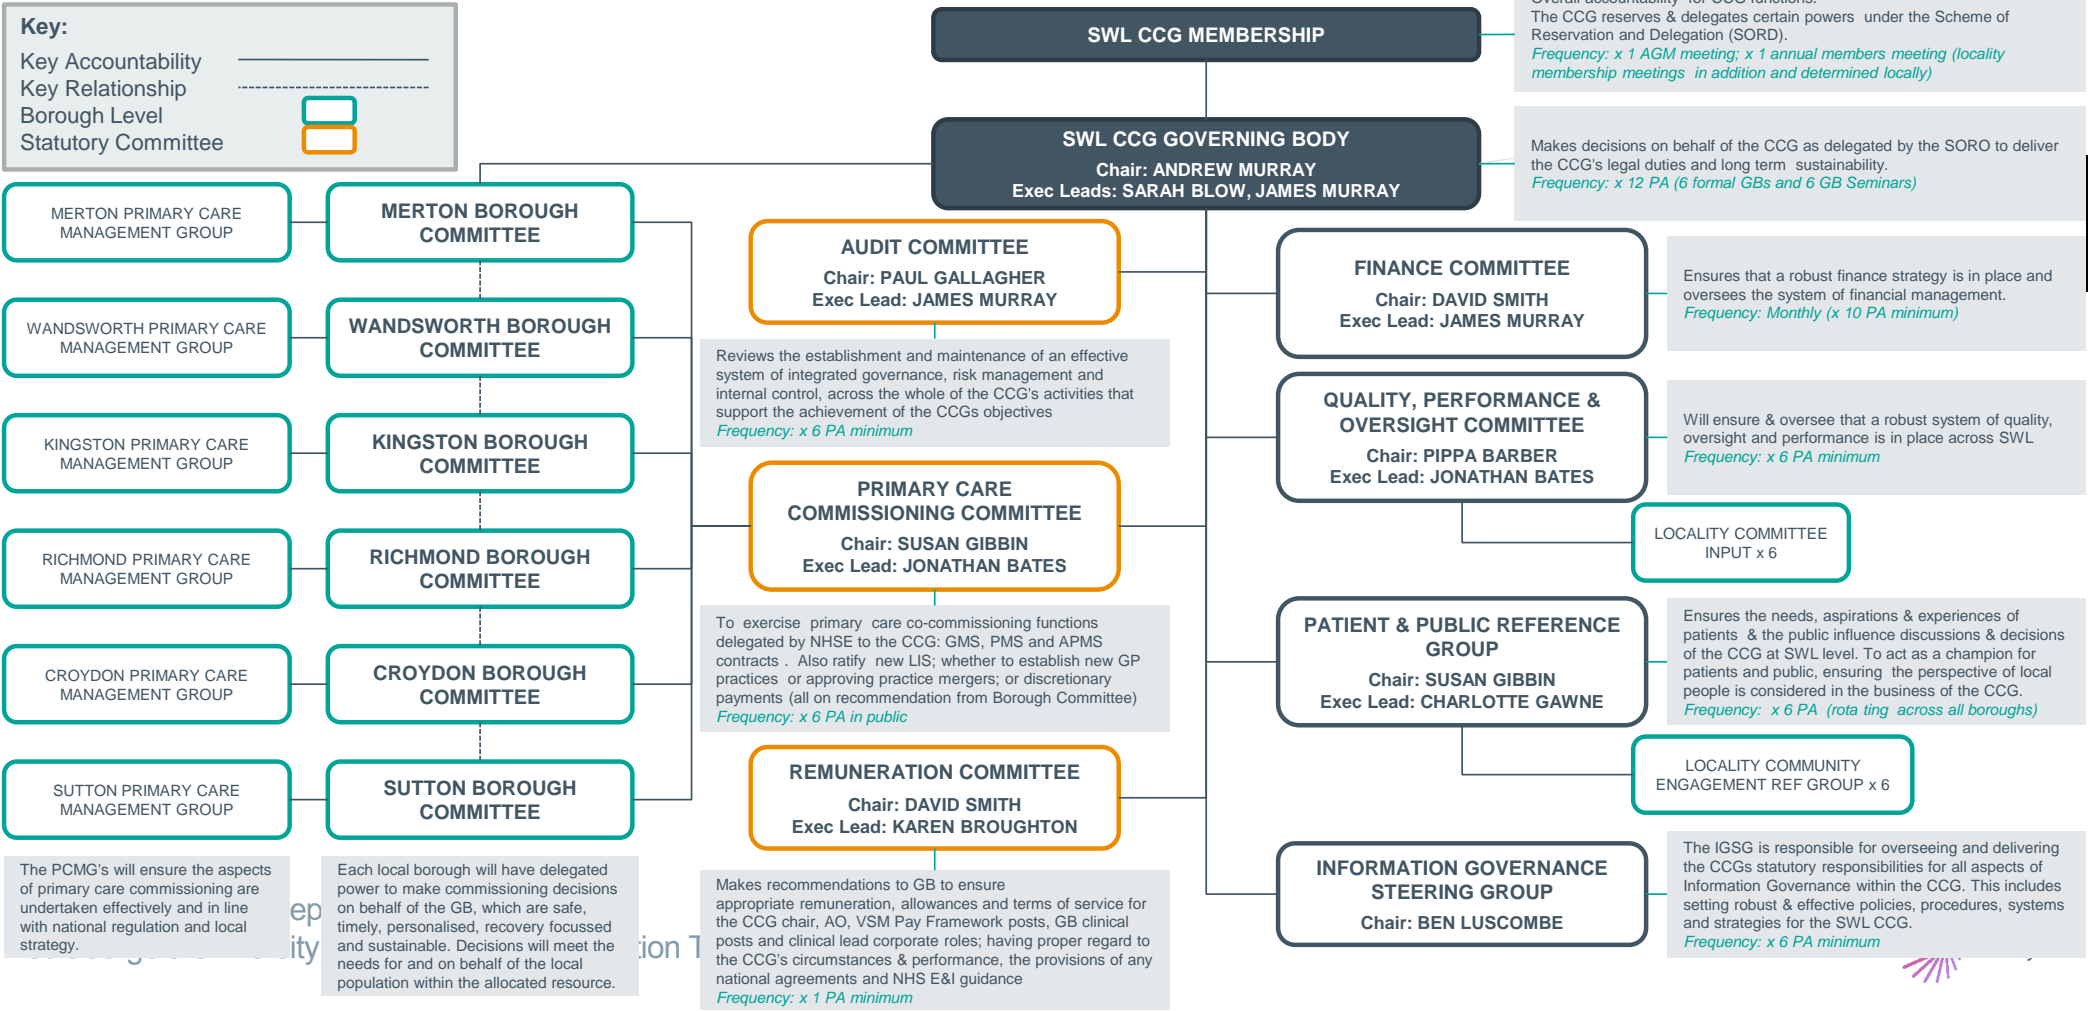 Key:
Key Accountability
Key Relationship
Borough Level
Statutory Committee
SWL CCG MEMBERSHIP
Overall accountability for CCG functions.
The CCG reserves & delegates certain powers under the Scheme of
Reservation and Delegation (SORD).
Frequency: x 1 AGM meeting; x 1 annual members meeting (locality
membership meetings in addition and determined locally)
SWL CCG GOVERNING BODY
Chair: ANDREW MURRAY
Exec Leads: SARAH BLOW, JAMES MURRAY
Makes decisions on behalf of the CCG as delegated by the SORO to deliver
the CCG's legal duties and long term sustainability.
Frequency: x 12 PA (6 formal GBs and 6 GB Seminars)
MERTON PRIMARY CARE
MANAGEMENT GROUP
MERTON BOROUGH
COMMITTEE
WANDSWORTH PRIMARY CARE
MANAGEMENT GROUP
WANDSWORTH BOROUGH
COMMITTEE
KINGSTON PRIMARY CARE
MANAGEMENT GROUP
KINGSTON BOROUGH
COMMITTEE
RICHMOND PRIMARY CARE
MANAGEMENT GROUP
RICHMOND BOROUGH
COMMITTEE
CROYDON PRIMARY CARE
MANAGEMENT GROUP
CROYDON BOROUGH
COMMITTEE
SUTTON PRIMARY CARE
MANAGEMENT GROUP
SUTTON BOROUGH
COMMITTEE
The PCMG's will ensure the aspects
of primary care commissioning are
undertaken effectively and in line
with national regulation and local
strategy.
Each local borough will have delegated
power to make commissioning decisions
on behalf of the GB, which are safe,
timely, personalised, recovery focussed
and sustainable. Decisions will meet the
needs for and on behalf of the local
population within the allocated resource.
AUDIT COMMITTEE
Chair: PAUL GALLAGHER
Exec Lead: JAMES MURRAY
Reviews the establishment and maintenance of an effective
system of integrated governance, risk management and
internal control, across the whole of the CCG's activities that
support the achievement of the CCGs objectives
Frequency: x 6 PA minimum
PRIMARY CARE
COMMISSIONING COMMITTEE
Chair: SUSAN GIBBIN
Exec Lead: JONATHAN BATES
To exercise primary care co-commissioning functions
delegated by NHSE to the CCG: GMS, PMS and APMS
contracts . Also ratify new LIS; whether to establish new GP
practices or approving practice mergers; or discretionary
payments (all on recommendation from Borough Committee)
Frequency: x 6 PA in public
REMUNERATION COMMITTEE
Chair: DAVID SMITH
Exec Lead: KAREN BROUGHTON
Makes recommendations to GB to ensure
appropriate remuneration, allowances and terms of service for
the CCG chair, AO, VSM Pay Framework posts, GB clinical
posts and clinical lead corporate roles; having proper regard to
the CCG's circumstances & performance, the provisions of any
national agreements and NHS E&I guidance
Frequency: x 1 PA minimum
FINANCE COMMITTEE
Chair: DAVID SMITH
Exec Lead: JAMES MURRAY
Ensures that a robust finance strategy is in place and
oversees the system of financial management.
Frequency: Monthly (x 10 PA minimum)
QUALITY, PERFORMANCE &
OVERSIGHT COMMITTEE
Chair: PIPPA BARBER
Exec Lead: JONATHAN BATES
Will ensure & oversee that a robust system of quality,
oversight and performance is in place across SWL
Frequency: x 6 PA minimum
LOCALITY COMMITTEE
INPUT x 6
PATIENT & PUBLIC REFERENCE
GROUP
Chair: SUSAN GIBBIN
Exec Lead: CHARLOTTE GAWNE
Ensures the needs, aspirations & experiences of
patients & the public influence discussions & decisions
of the CCG at SWL level. To act as a champion for
patients and public, ensuring the perspective of local
people is considered in the business of the CCG.
Frequency: x 6 PA (rota ting across all boroughs)
LOCALITY COMMUNITY
ENGAGEMENT REF GROUP x 6
INFORMATION GOVERNANCE
STEERING GROUP
Chair: BEN LUSCOMBE
The IGSG is responsible for overseeing and delivering
the CCGs statutory responsibilities for all aspects of
Information Governance within the CCG. This includes
setting robust & effective policies, procedures, systems
and strategies for the SWL CCG.
Frequency: x 6 PA minimum